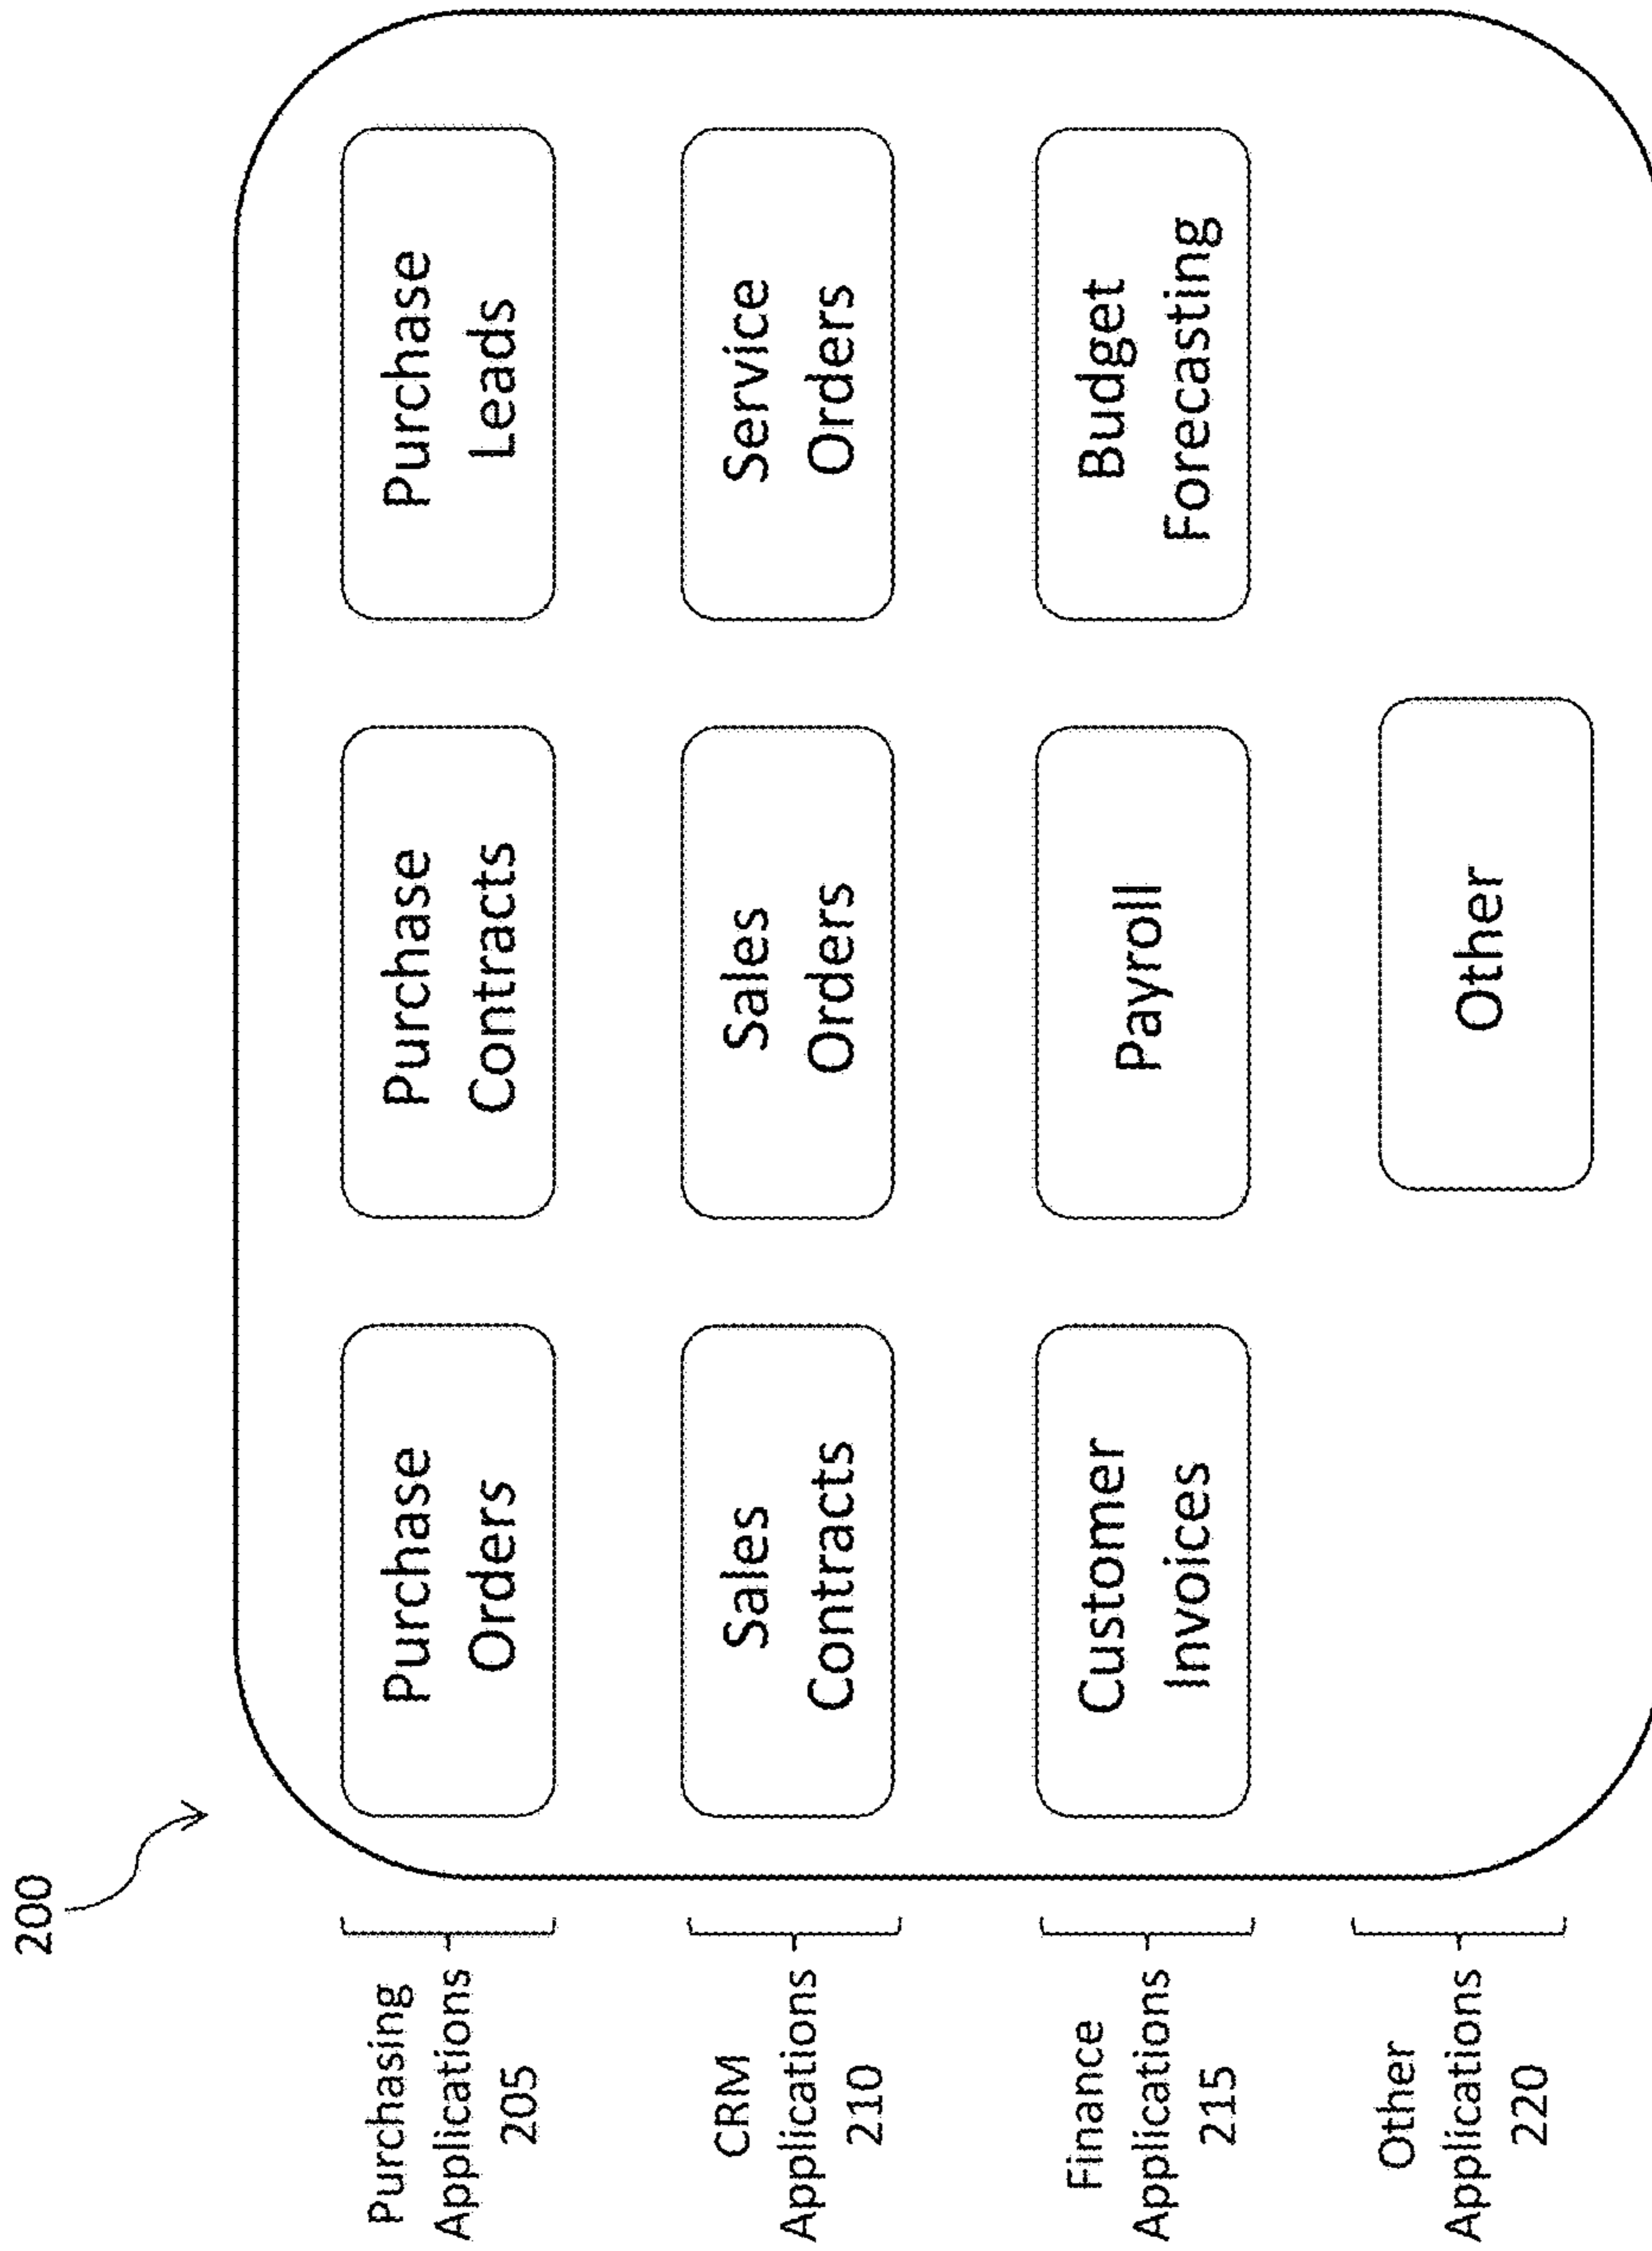 200
Purchasing
Applications
205
Purchase
Orders
Purchase
Contracts
Purchase
Leads
CRM
Applications
210
Sales
Contracts
Sales
Orders
Service
Orders
Finance
Applications
215
Customer
Invoices
Payroll
Budget
Forecasting
Other
Applications
220
Other